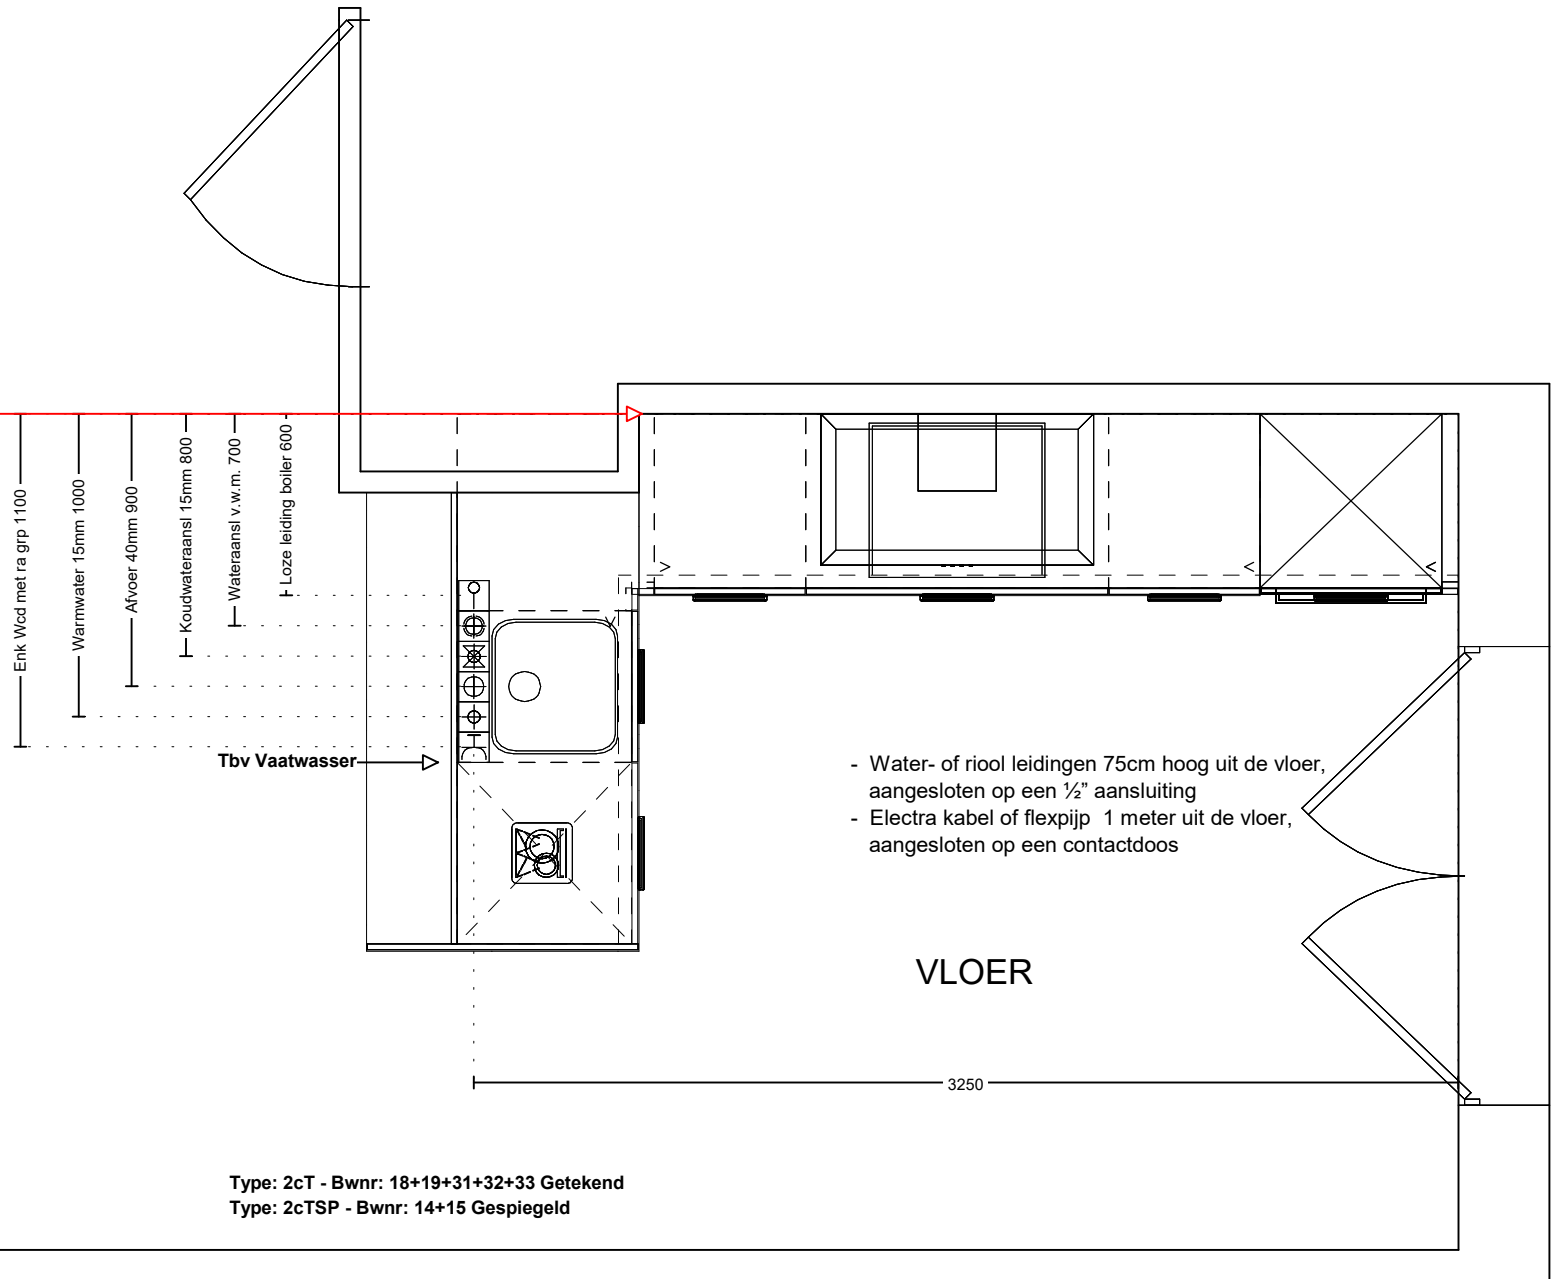 Enk Wcd met ra grp 1100
Warmwater 15mm 1000
Afvoer 40mm 900
Koudwateraansl 15mm 800
Wateraansl v.w.m. 700
Loze leiding boiler 600
Tbv Vaatwasser
- Water- of riool leidingen 75cm hoog uit de vloer,
aangesloten op een ½” aansluiting
- Electra kabel of flexpijp 1 meter uit de vloer,
aangesloten op een contactdoos
VLOER
3250
Type: 2cT - Bwnr: 18+19+31+32+33 Getekend
Type: 2cTSP - Bwnr: 14+15 Gespiegeld